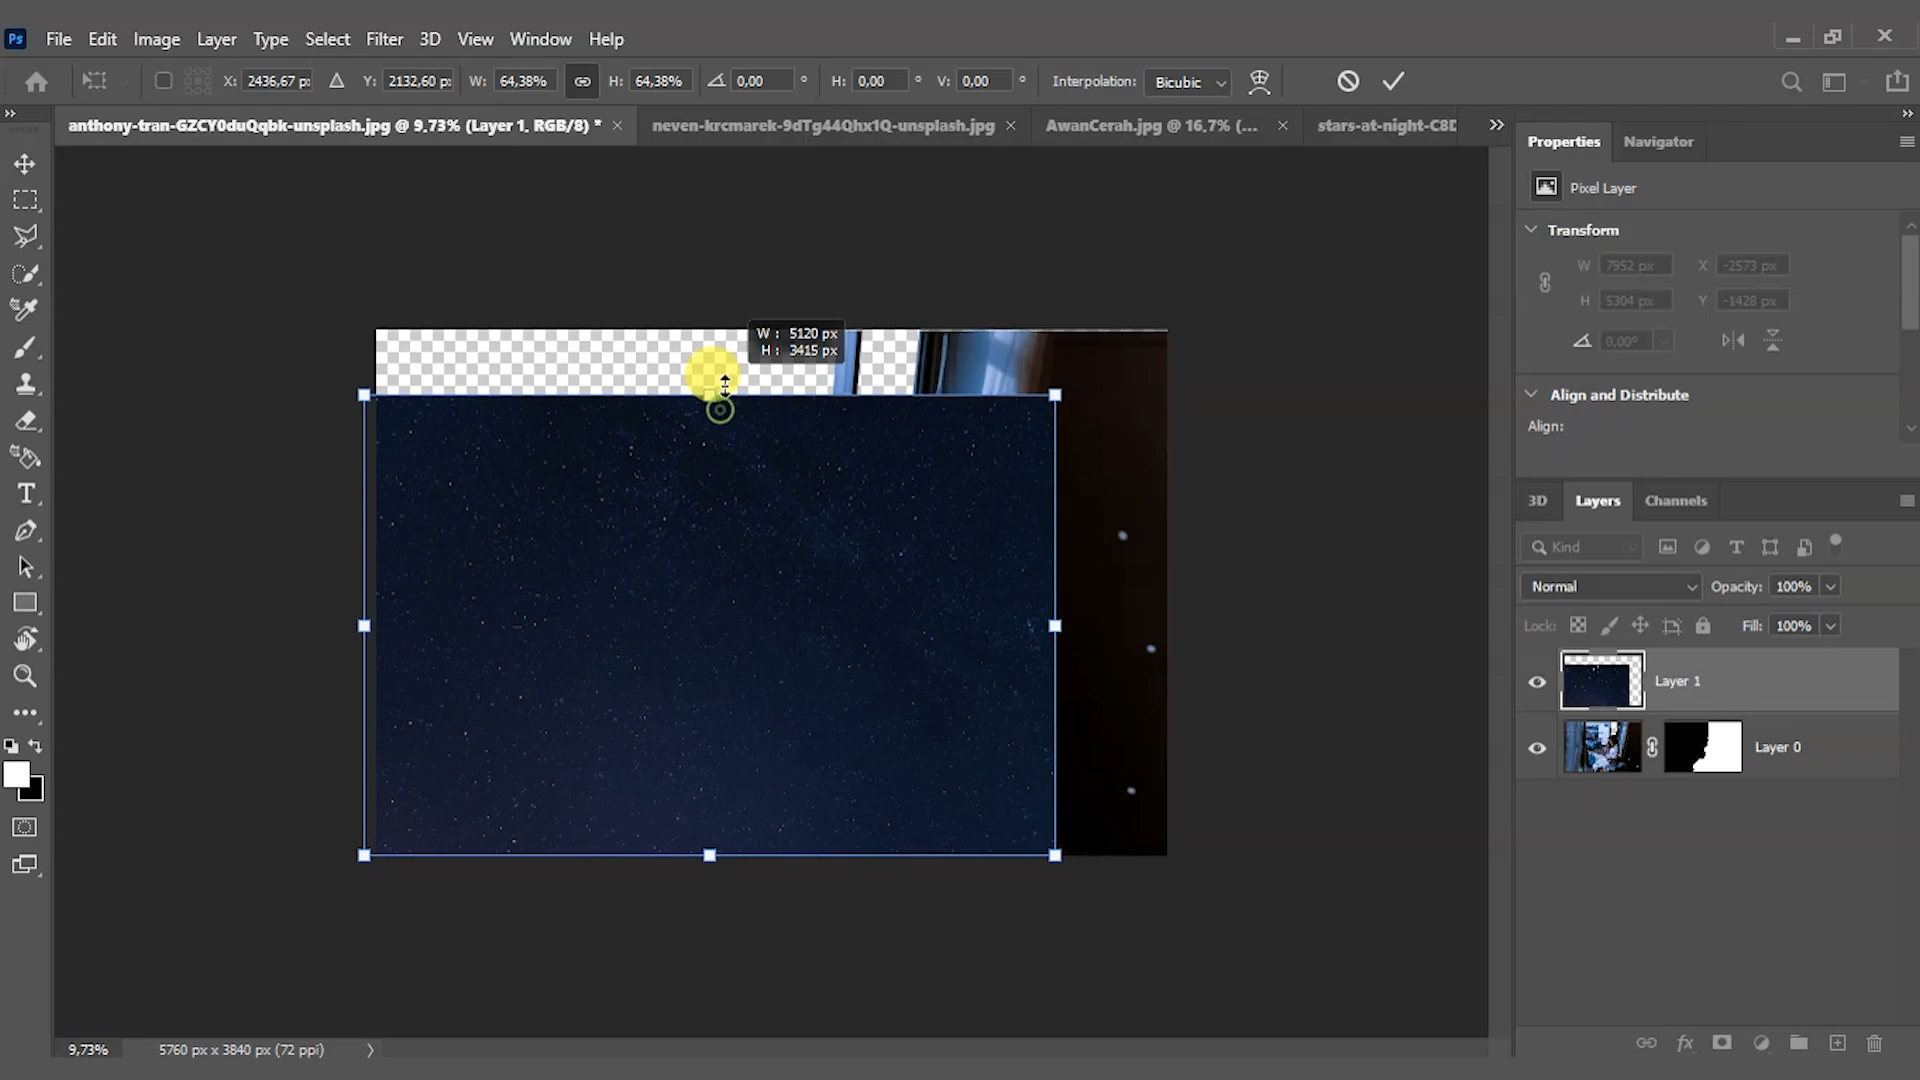 Ps File Edit Image Layer Type Select Filter 3D View Window Help
X: 2436,67 p Y: 2132,60 p W: 64,38% H: 64,38% 0,00 ° H: 0,00 ° V: 0,00 ° Interpolation: Bicubic
anthony-tran-GZCY0duQqbk-unsplash.jpg @ 9,73% (Layer 1, RGB/8) * × neven-krcmarek-9dTg44Qhx1Q-unsplash.jpg × AwanCerah.jpg @ 16,7% (... × stars-at-night-C8D
Properties Navigator
Pixel Layer
Transform
W 7952 px X -2573 px
H 5304 px Y -1428 px
0,00°
Align and Distribute
Align:
W : 5120 px
H : 3415 px
3D Layers Channels
Kind
Normal Opacity: 100%
Lock: Fill: 100%
Layer 1
Layer 0
fx
9,73% 5760 px x 3840 px (72 ppi)